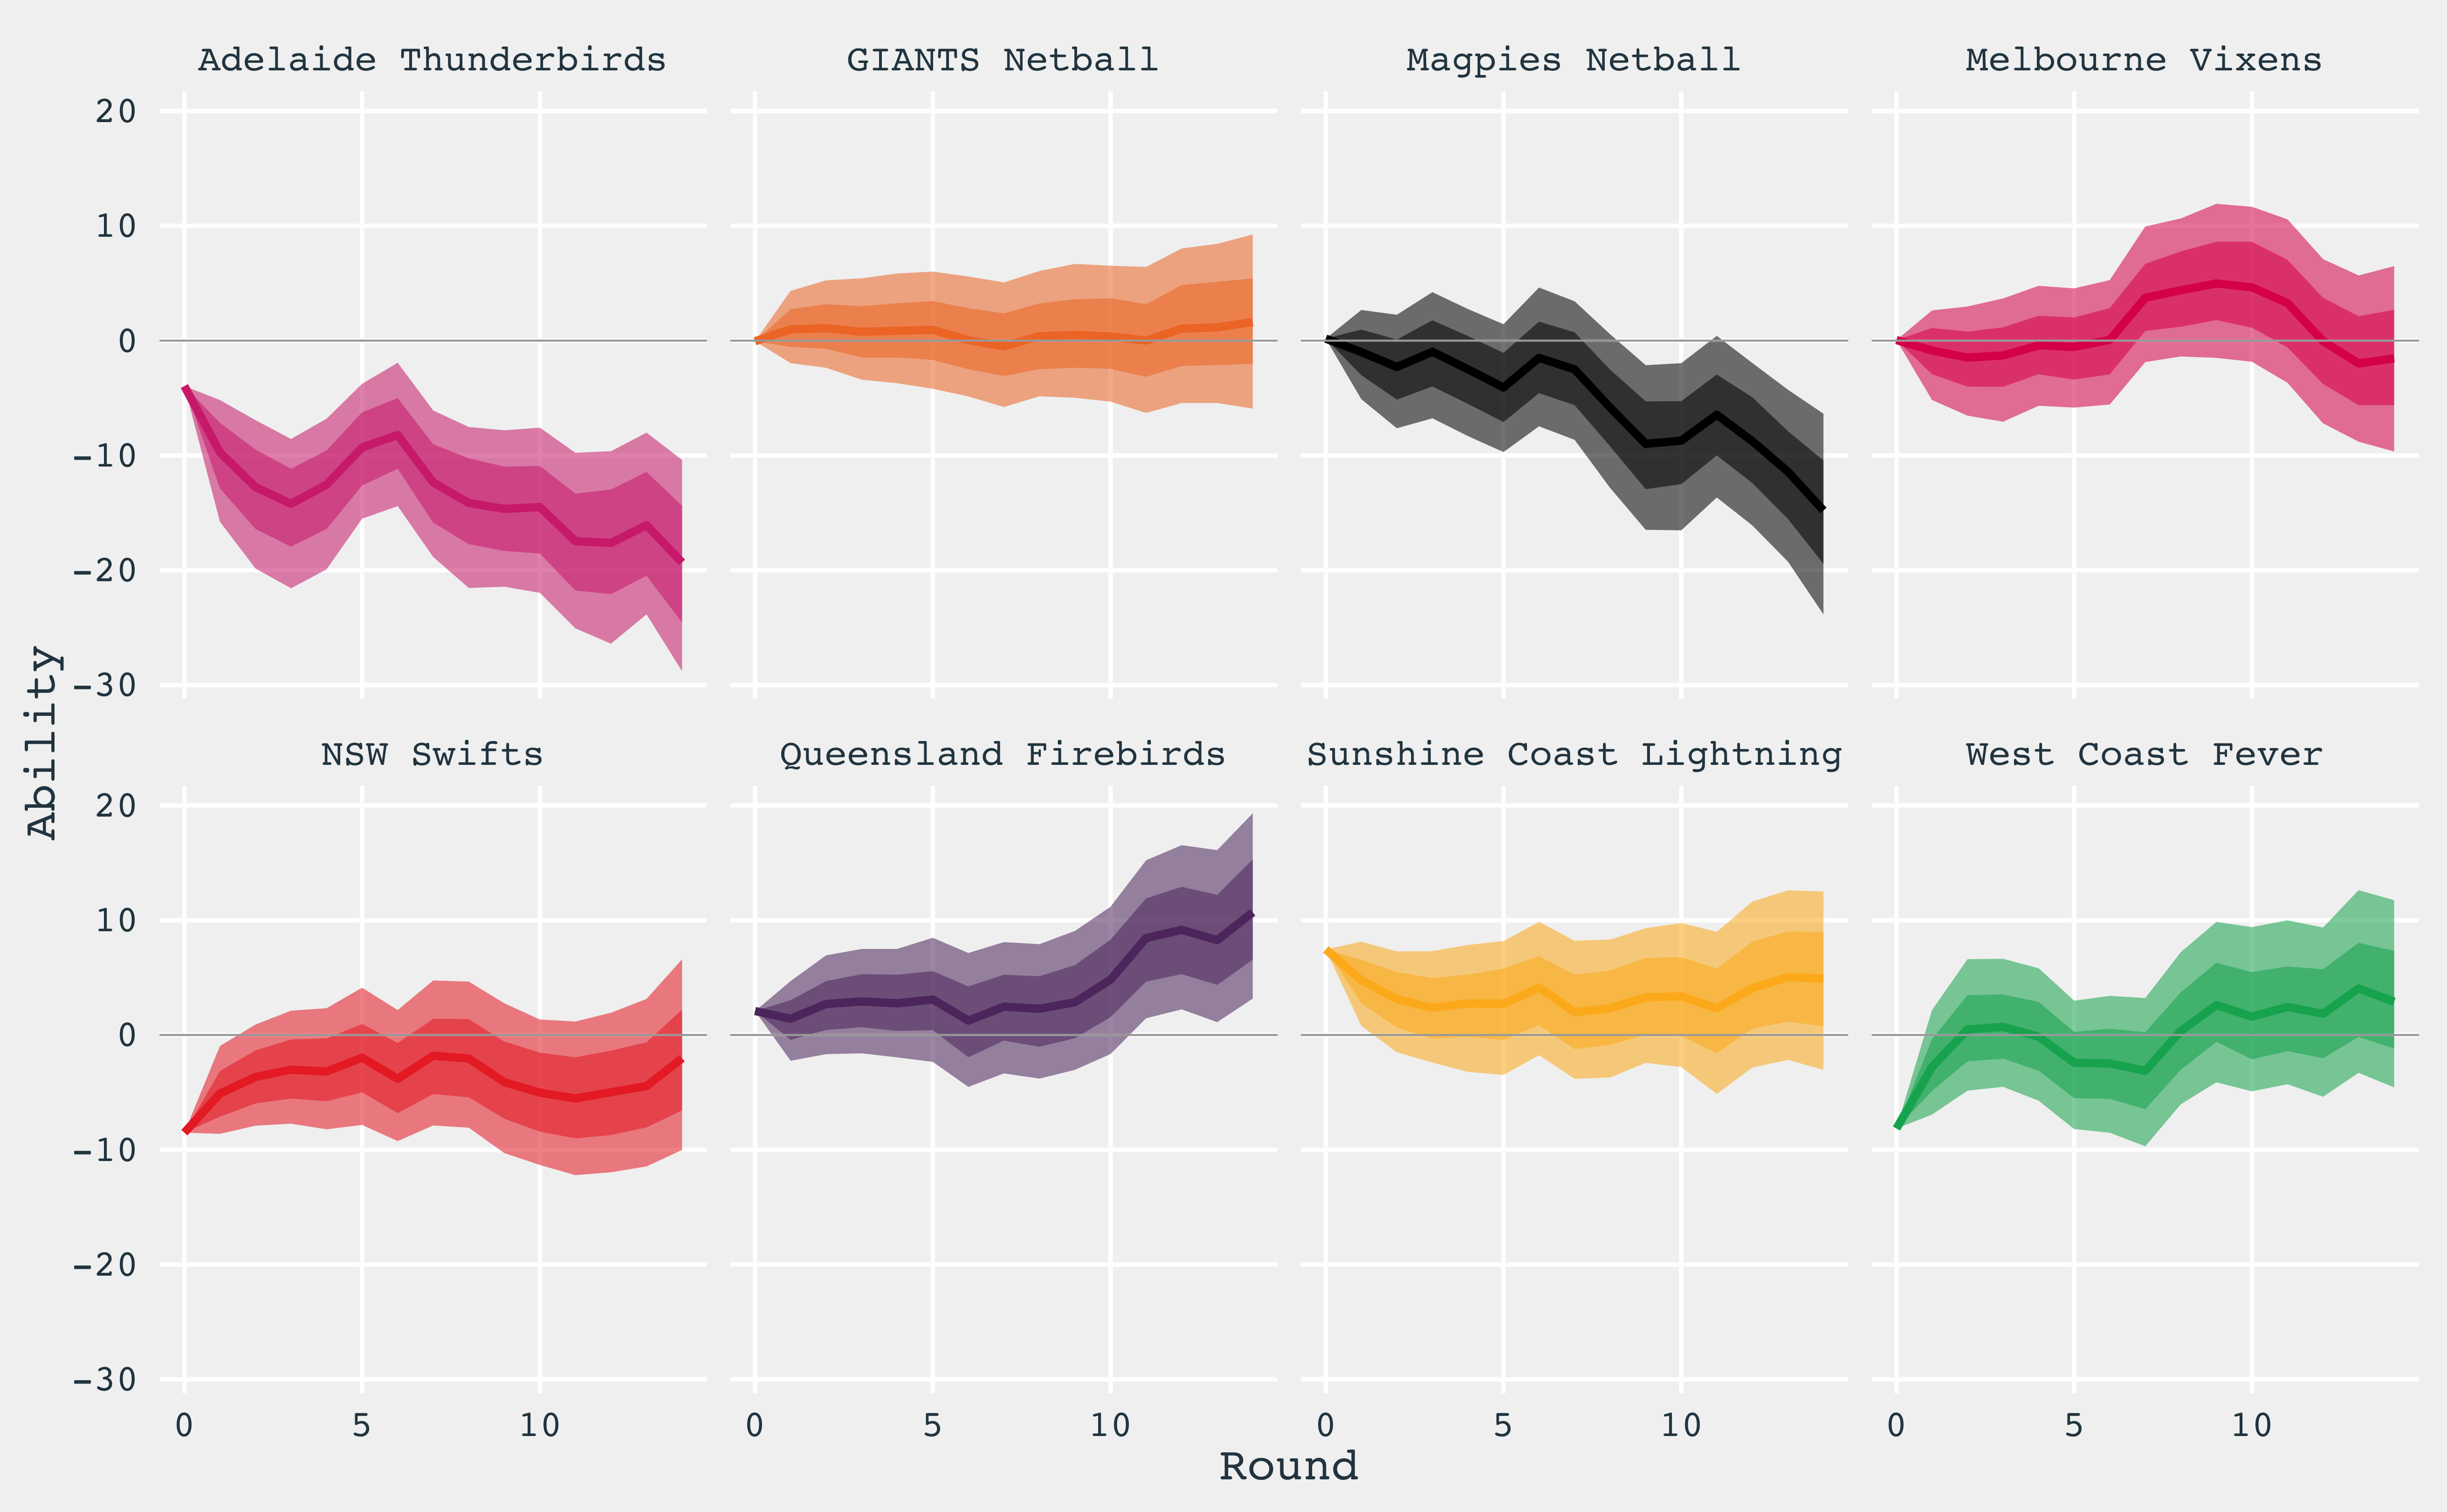 Adelaide Thunderbirds
GIANTS Netball
Magpies Netball
Melbourne Vixens
20
10
0
−10
−20
−30
NSW Swifts
Queensland Firebirds
Sunshine Coast Lightning
West Coast Fever
20
10
0
−10
−20
−30
0 5 10
0 5 10
0 5 10
0 5 10
Round
Ability